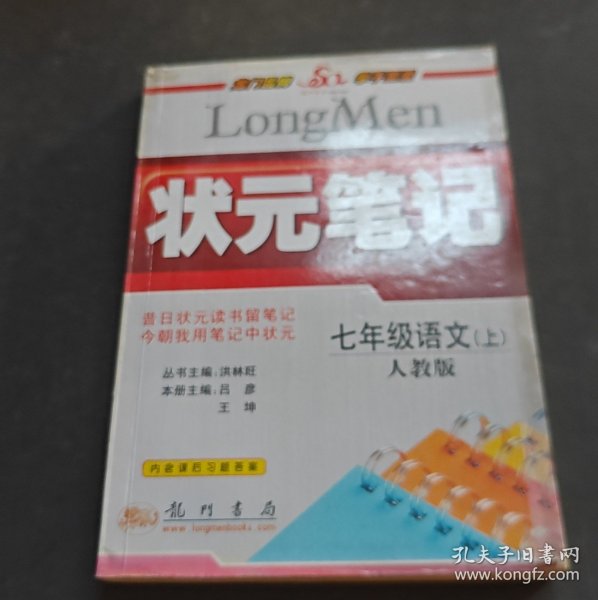 LongMen
状元笔记
昔日状元读书留笔记
今朝我用笔记中状元
七年级语文(上)
人教版
丛书主编:洪林旺
本册主编:吕 彦
王 坤
内含课后习题答案
龍門書局
www.longmenbooks.com
孔夫子旧书网
www.kongfz.com